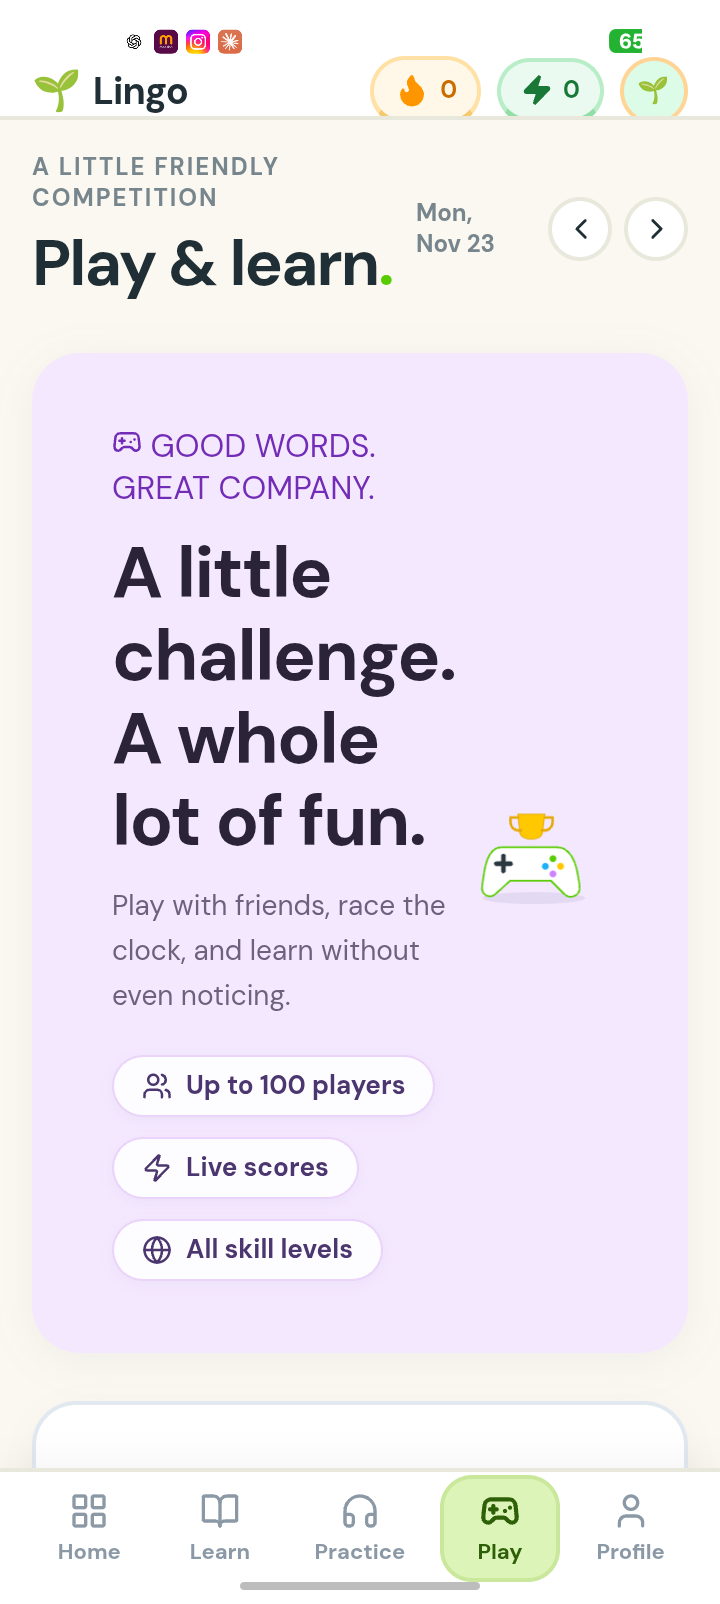 65
Lingo
0
0
A LITTLE FRIENDLY
COMPETITION
Play & learn.
Mon,
Nov 23
GOOD WORDS.
GREAT COMPANY.
A little
challenge.
A whole
lot of fun.
Play with friends, race the
clock, and learn without
even noticing.
Up to 100 players
Live scores
All skill levels
Home
Learn
Practice
Play
Profile